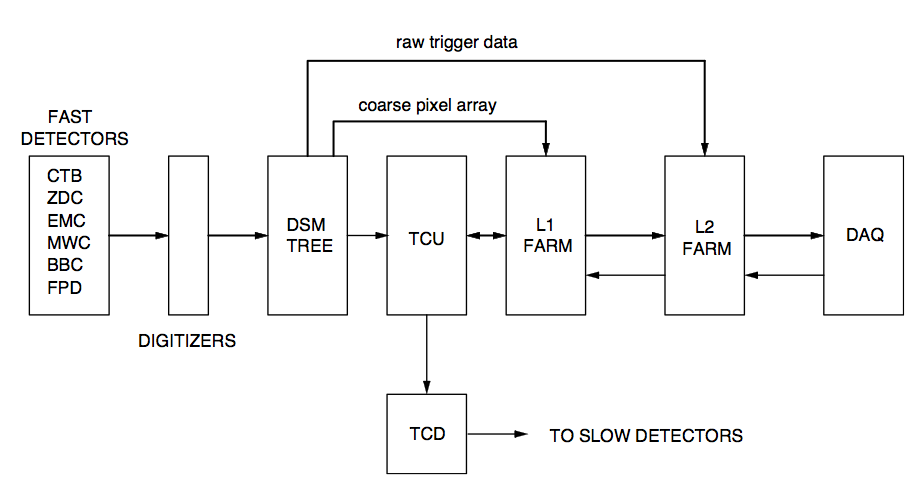 raw trigger data
coarse pixel array
FAST
DETECTORS
CTB
ZDC
EMC
MWC
BBC
FPD
DIGITIZERS
DSM
TREE
TCU
L1
FARM
L2
FARM
DAQ
TCD
TO SLOW DETECTORS